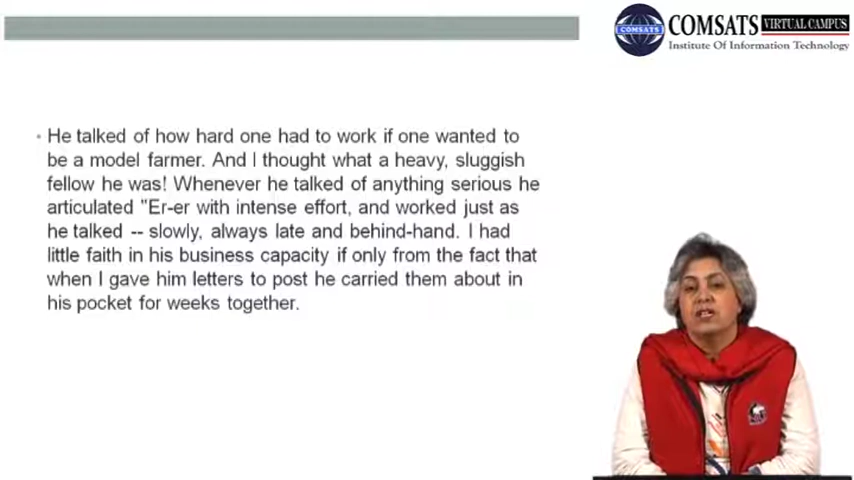 COMSATS
COMSATS VIRTUAL CAMPUS
Institute Of Information Technology
He talked of how hard one had to work if one wanted to
be a model farmer. And I thought what a heavy, sluggish
fellow he was! Whenever he talked of anything serious he
articulated "Er-er with intense effort, and worked just as
he talked -- slowly, always late and behind-hand. I had
little faith in his business capacity if only from the fact that
when I gave him letters to post he carried them about in
his pocket for weeks together.